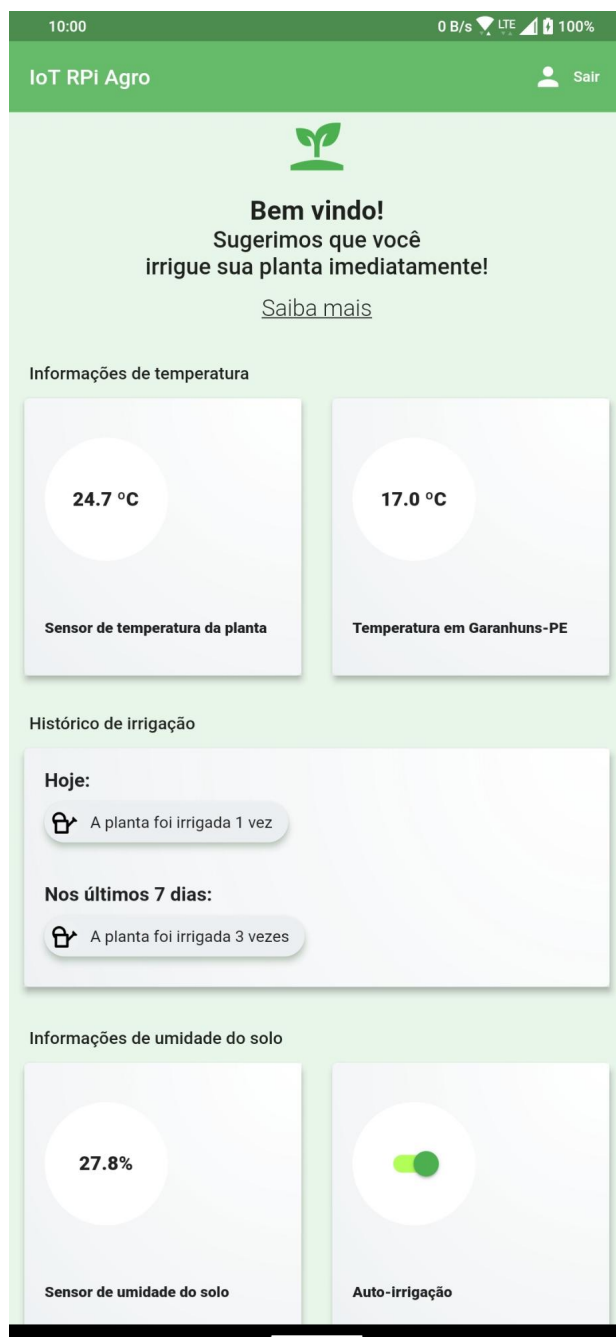 10:00
0 B/s LTE 100%
IoT RPi Agro
Sair
Bem vindo!
Sugerimos que você
irrigue sua planta imediatamente!
Saiba mais
Informações de temperatura
24.7 ºC
17.0 ºC
Sensor de temperatura da planta
Temperatura em Garanhuns-PE
Histórico de irrigação
Hoje:
A planta foi irrigada 1 vez
Nos últimos 7 dias:
A planta foi irrigada 3 vezes
Informações de umidade do solo
27.8%
Sensor de umidade do solo
Auto-irrigação